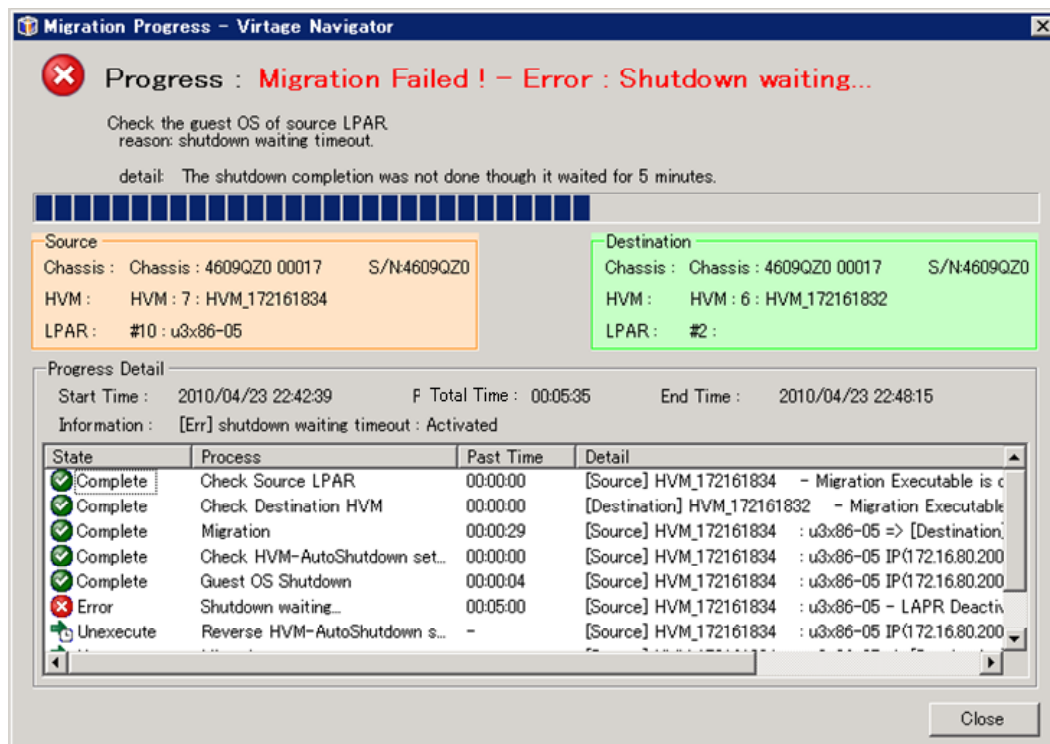 Migration Progress - Virtage Navigator
Progress : Migration Failed ! - Error : Shutdown waiting...
Check the guest OS of source LPAR.
reason: shutdown waiting timeout.
detail: The shutdown completion was not done though it waited for 5 minutes.
Source
Chassis : Chassis : 4609QZ0 00017 S/N:4609QZ0
HVM : HVM : 7 : HVM_172161834
LPAR : #10 : u3x86-05
Destination
Chassis : Chassis : 4609QZ0 00017 S/N:4609QZ0
HVM : HVM : 6 : HVM_172161832
LPAR : #2 :
Progress Detail
Start Time : 2010/04/23 22:42:39 F Total Time : 00:05:35 End Time : 2010/04/23 22:48:15
Information : [Err] shutdown waiting timeout : Activated
State Process Past Time Detail
Complete Check Source LPAR 00:00:00 [Source] HVM_172161834 - Migration Executable is
Complete Check Destination HVM 00:00:00 [Destination] HVM_172161832 - Migration Executable
Complete Migration 00:00:29 [Source] HVM_172161834 : u3x86-05 => [Destination]
Complete Check HVM-AutoShutdown set... 00:00:00 [Source] HVM_172161834 : u3x86-05 IP(172.16.80.200
Complete Guest OS Shutdown 00:00:04 [Source] HVM_172161834 : u3x86-05 IP(172.16.80.200
Error Shutdown waiting... 00:05:00 [Source] HVM_172161834 : u3x86-05 - LAPR Deactiv
Unexecute Reverse HVM-AutoShutdown s... - [Source] HVM_172161834 : u3x86-05 IP(172.16.80.200
Close